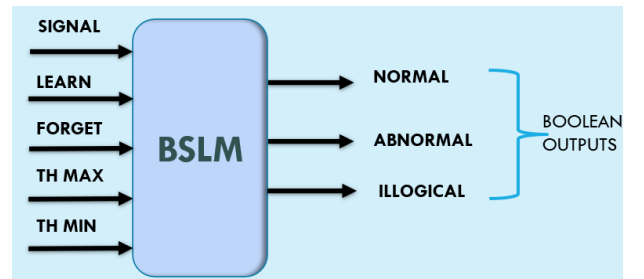 SIGNAL
LEARN
FORGET
TH MAX
TH MIN
BSLM
NORMAL
ABNORMAL
ILLOGICAL
BOOLEAN
OUTPUTS